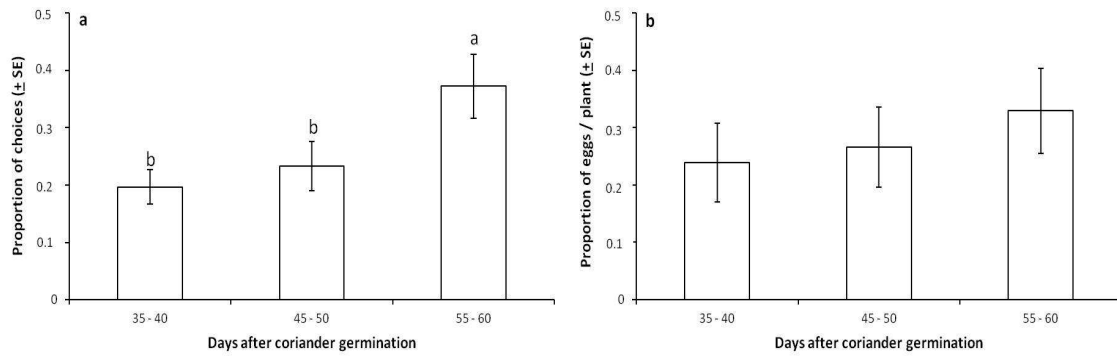 a
Proportion of choices (± SE)
0.5
0.4
0.3
0.2
0.1
0
b
b
a
35 - 40
45 - 50
55 - 60
Days after coriander germination
b
Proportion of eggs / plant (± SE)
0.5
0.4
0.3
0.2
0.1
0
35 - 40
45 - 50
55 - 60
Days after coriander germination